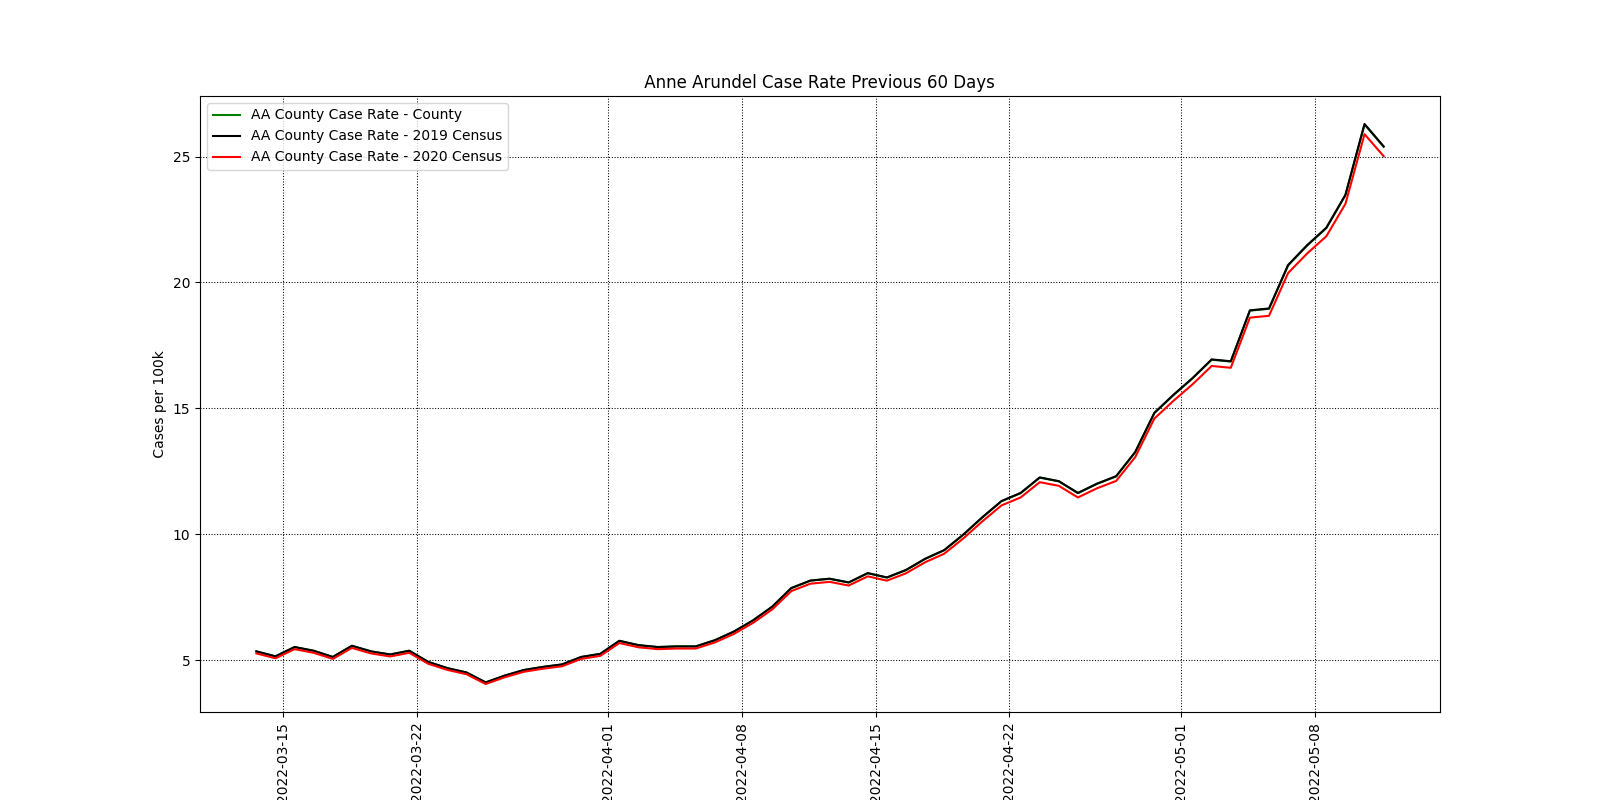 Anne Arundel Case Rate Previous 60 Days
AA County Case Rate - County
AA County Case Rate - 2019 Census
AA County Case Rate - 2020 Census
Cases per 100k
25
20
15
10
5
2022-03-15
2022-03-22
2022-04-01
2022-04-08
2022-04-15
2022-04-22
2022-05-01
2022-05-08